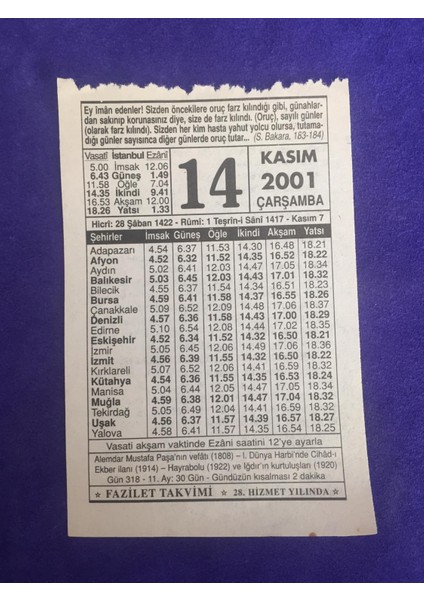 Ey îmân edenler! Sizden öncekilere oruç farz kılındığı gibi, günahlar-
dan sakınıp korunasınız diye, size de farz kılındı. (Oruç), sayılı günler
(olarak farz kılındı). Sizden her kim hasta yahut yolcu olursa, tutama-
dığı günler sayısınca diğer günlerde oruç tutar... (S. Bakara, 183-184)
Vasatî İstanbul Ezânî
5.00 İmsak 12.06
6.43 Güneş 1.49
11.58 Öğle 7.04
14.35 İkindi 9.41
16.53 Akşam 12.00
18.26 Yatsı 1.33
14
KASIM
2001
ÇARŞAMBA
Hicrî: 28 Şâban 1422 - Rûmî: 1 Teşrîn-i Sânî 1417 - Kasım 7
Şehirler İmsak Güneş Öğle İkindi Akşam Yatsı
Adapazarı 4.54 6.37 11.53 14.30 16.48 18.21
Afyon 4.52 6.32 11.52 14.35 16.52 18.22
Aydın 5.02 6.41 12.03 14.47 17.05 18.34
Balıkesir 5.03 6.45 12.03 14.43 17.01 18.32
Bilecik 4.55 6.37 11.54 14.34 16.51 18.23
Bursa 4.59 6.41 11.58 14.37 16.55 18.26
Çanakkale 5.09 6.52 12.09 14.48 17.06 18.37
Denizli 4.57 6.36 11.58 14.43 17.00 18.29
Edirne 5.10 6.54 12.08 14.44 17.02 18.35
Eskişehir 4.52 6.34 11.52 14.32 16.50 18.21
İzmir 5.05 6.45 12.06 14.49 17.06 18.36
İzmit 4.56 6.39 11.55 14.32 16.50 18.22
Kırklareli 5.07 6.52 12.06 14.41 16.59 18.32
Kütahya 4.54 6.36 11.55 14.35 16.53 18.24
Manisa 5.04 6.44 12.05 14.47 17.05 18.34
Muğla 4.59 6.38 12.01 14.47 17.04 18.32
Tekirdağ 5.05 6.49 12.04 14.41 16.59 18.32
Uşak 4.56 6.37 11.57 14.39 16.57 18.27
Yalova 4.58 6.41 11.57 14.35 16.54 18.25
Vasati akşam vaktinde Ezâni saatini 12'ye ayarla
Alemdar Mustafa Paşa'nın vefâtı (1808) – I. Dünya Harbi'nde Cihâd-ı
Ekber ilanı (1914) – Hayrabolu (1922) ve Iğdır'ın kurtuluşları (1920)
Gün 318 - 11. Ay: 30 Gün - Gündüzün kısalması 2 dakika
★ FAZİLET TAKVİMİ ★ 28. HİZMET YILINDA ★